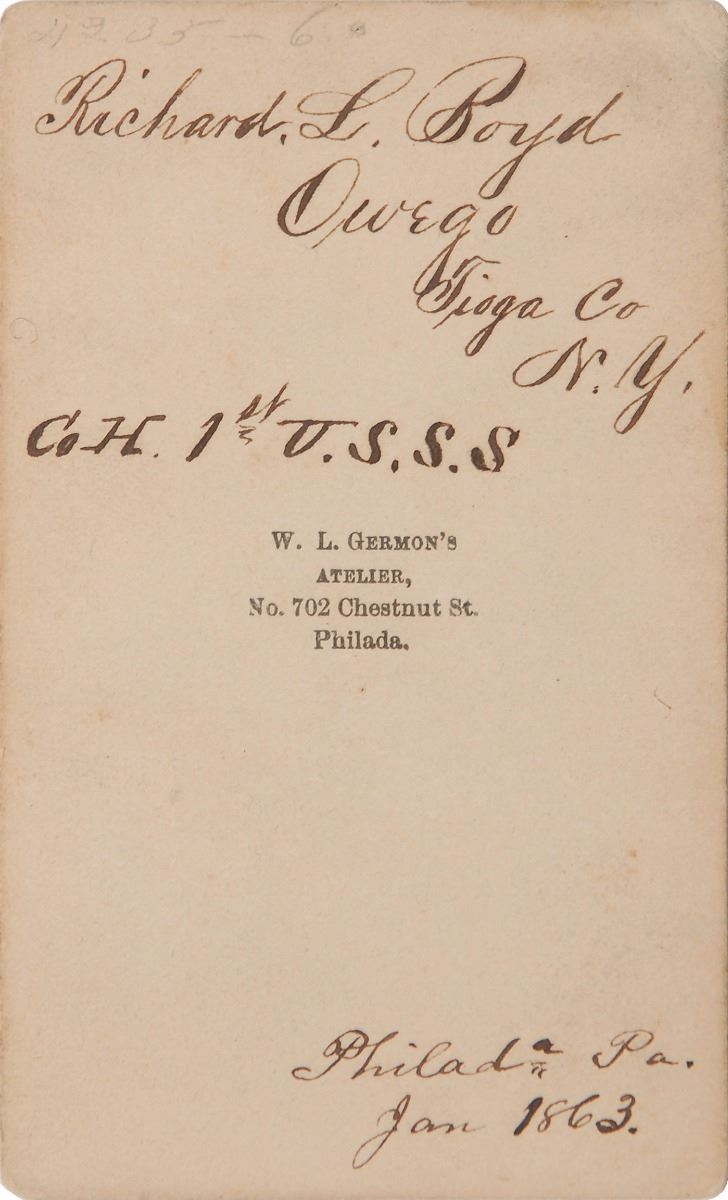 Richard. L. Boyd
Owego
Tioga Co
N. Y.
Co H. 1st U. S. S. S
W. L. GERMON'S
ATELIER,
No. 702 Chestnut St.
Philada.
Philada Pa.
Jan 1863.